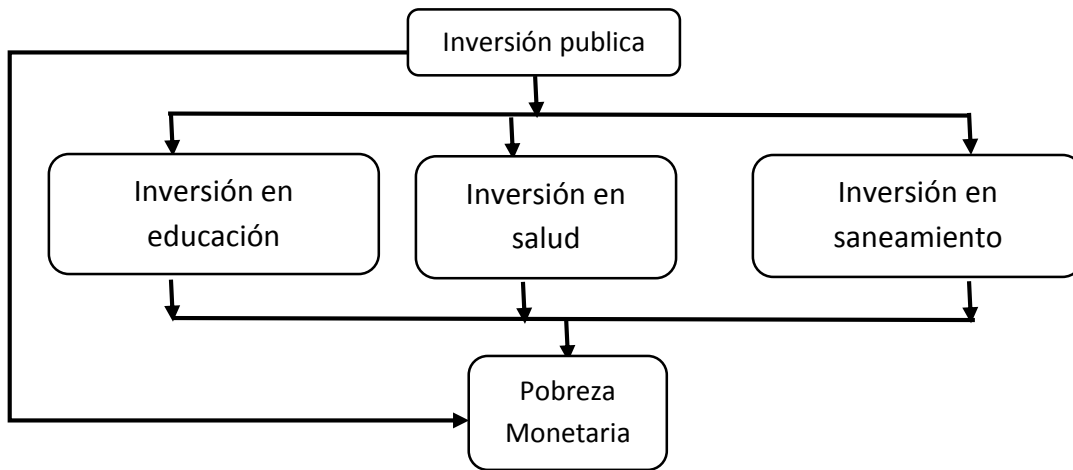 Inversión publica
Inversión en
educación
Inversión en
salud
Inversión en
saneamiento
Pobreza
Monetaria